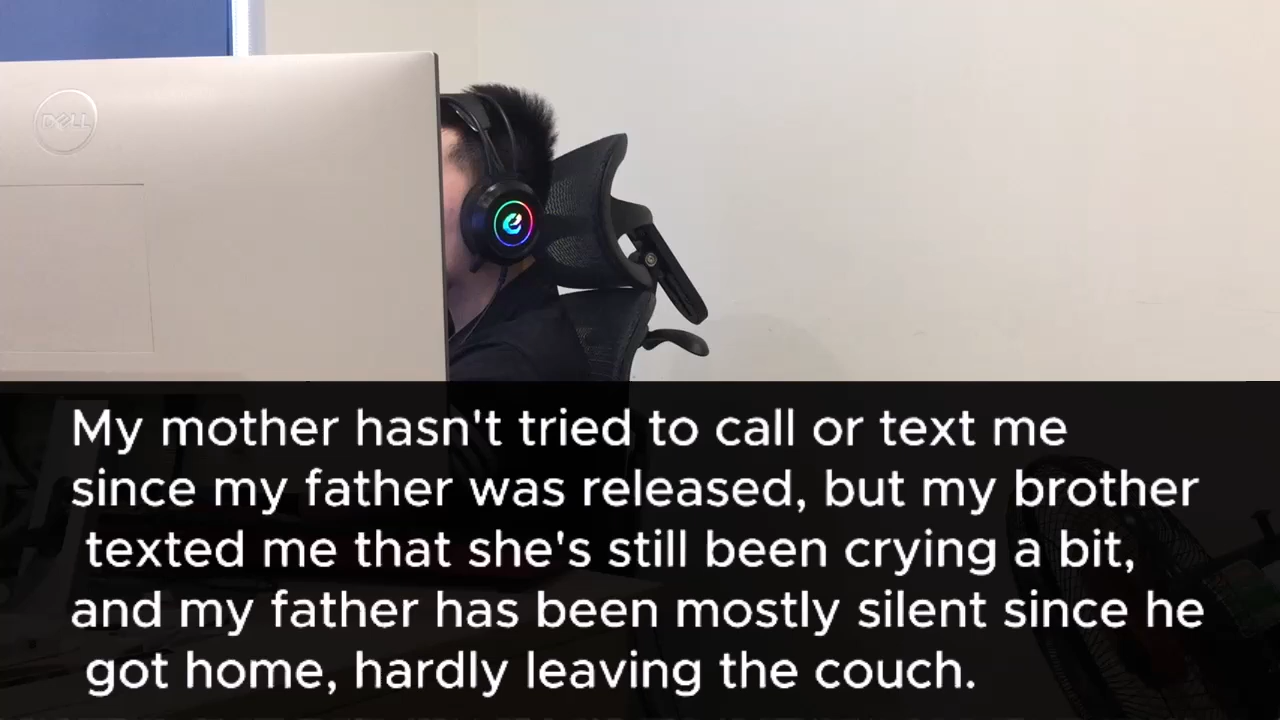 DELL
My mother hasn't tried to call or text me
since my father was released, but my brother
texted me that she's still been crying a bit,
and my father has been mostly silent since he
got home, hardly leaving the couch.